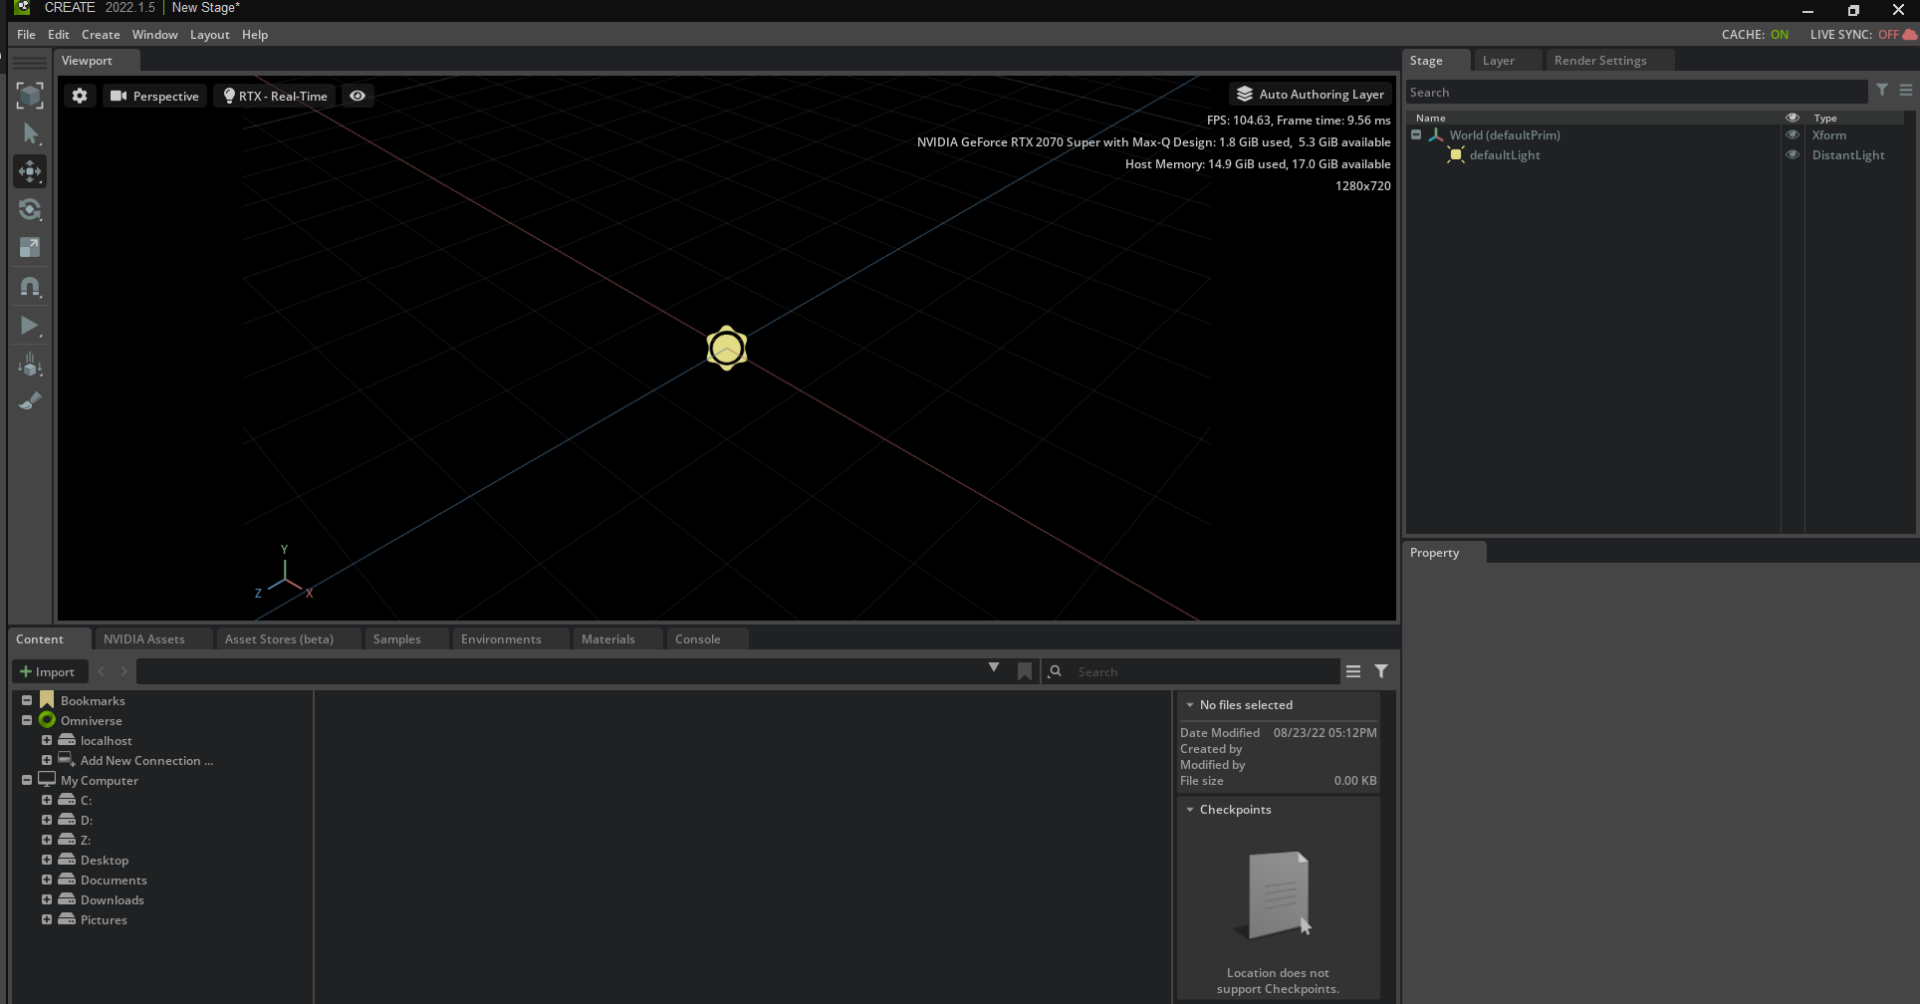 CREATE 2022.1.5 | New Stage*
File Edit Create Window Layout Help
CACHE: ON LIVE SYNC: OFF
Viewport
Perspective
RTX - Real-Time
Auto Authoring Layer
FPS: 104.63, Frame time: 9.56 ms
NVIDIA GeForce RTX 2070 Super with Max-Q Design: 1.8 GiB used, 5.3 GiB available
Host Memory: 14.9 GiB used, 17.0 GiB available
1280x720
Y
Z
X
Stage Layer Render Settings
Search
Name Type
World (defaultPrim) Xform
defaultLight DistantLight
Property
Content NVIDIA Assets Asset Stores (beta) Samples Environments Materials Console
+ Import
Search
Bookmarks
Omniverse
localhost
Add New Connection ...
My Computer
C:
D:
Z:
Desktop
Documents
Downloads
Pictures
No files selected
Date Modified 08/23/22 05:12PM
Created by
Modified by
File size 0.00 KB
Checkpoints
Location does not
support Checkpoints.